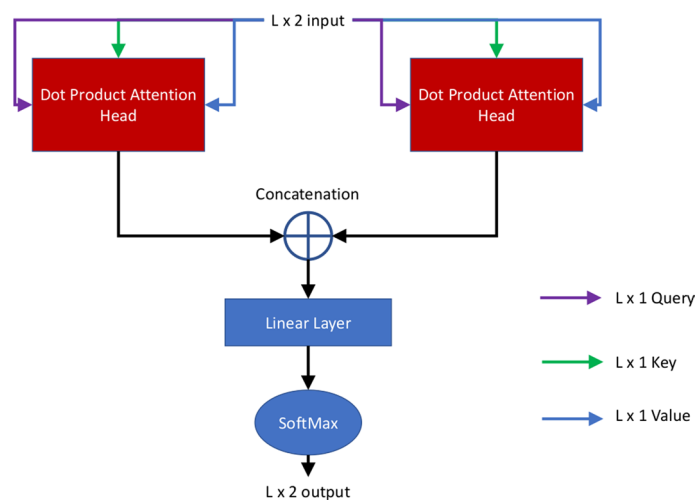 L x 2 input
Dot Product Attention
Head
Dot Product Attention
Head
Concatenation
Linear Layer
SoftMax
L x 2 output
L x 1 Query
L x 1 Key
L x 1 Value